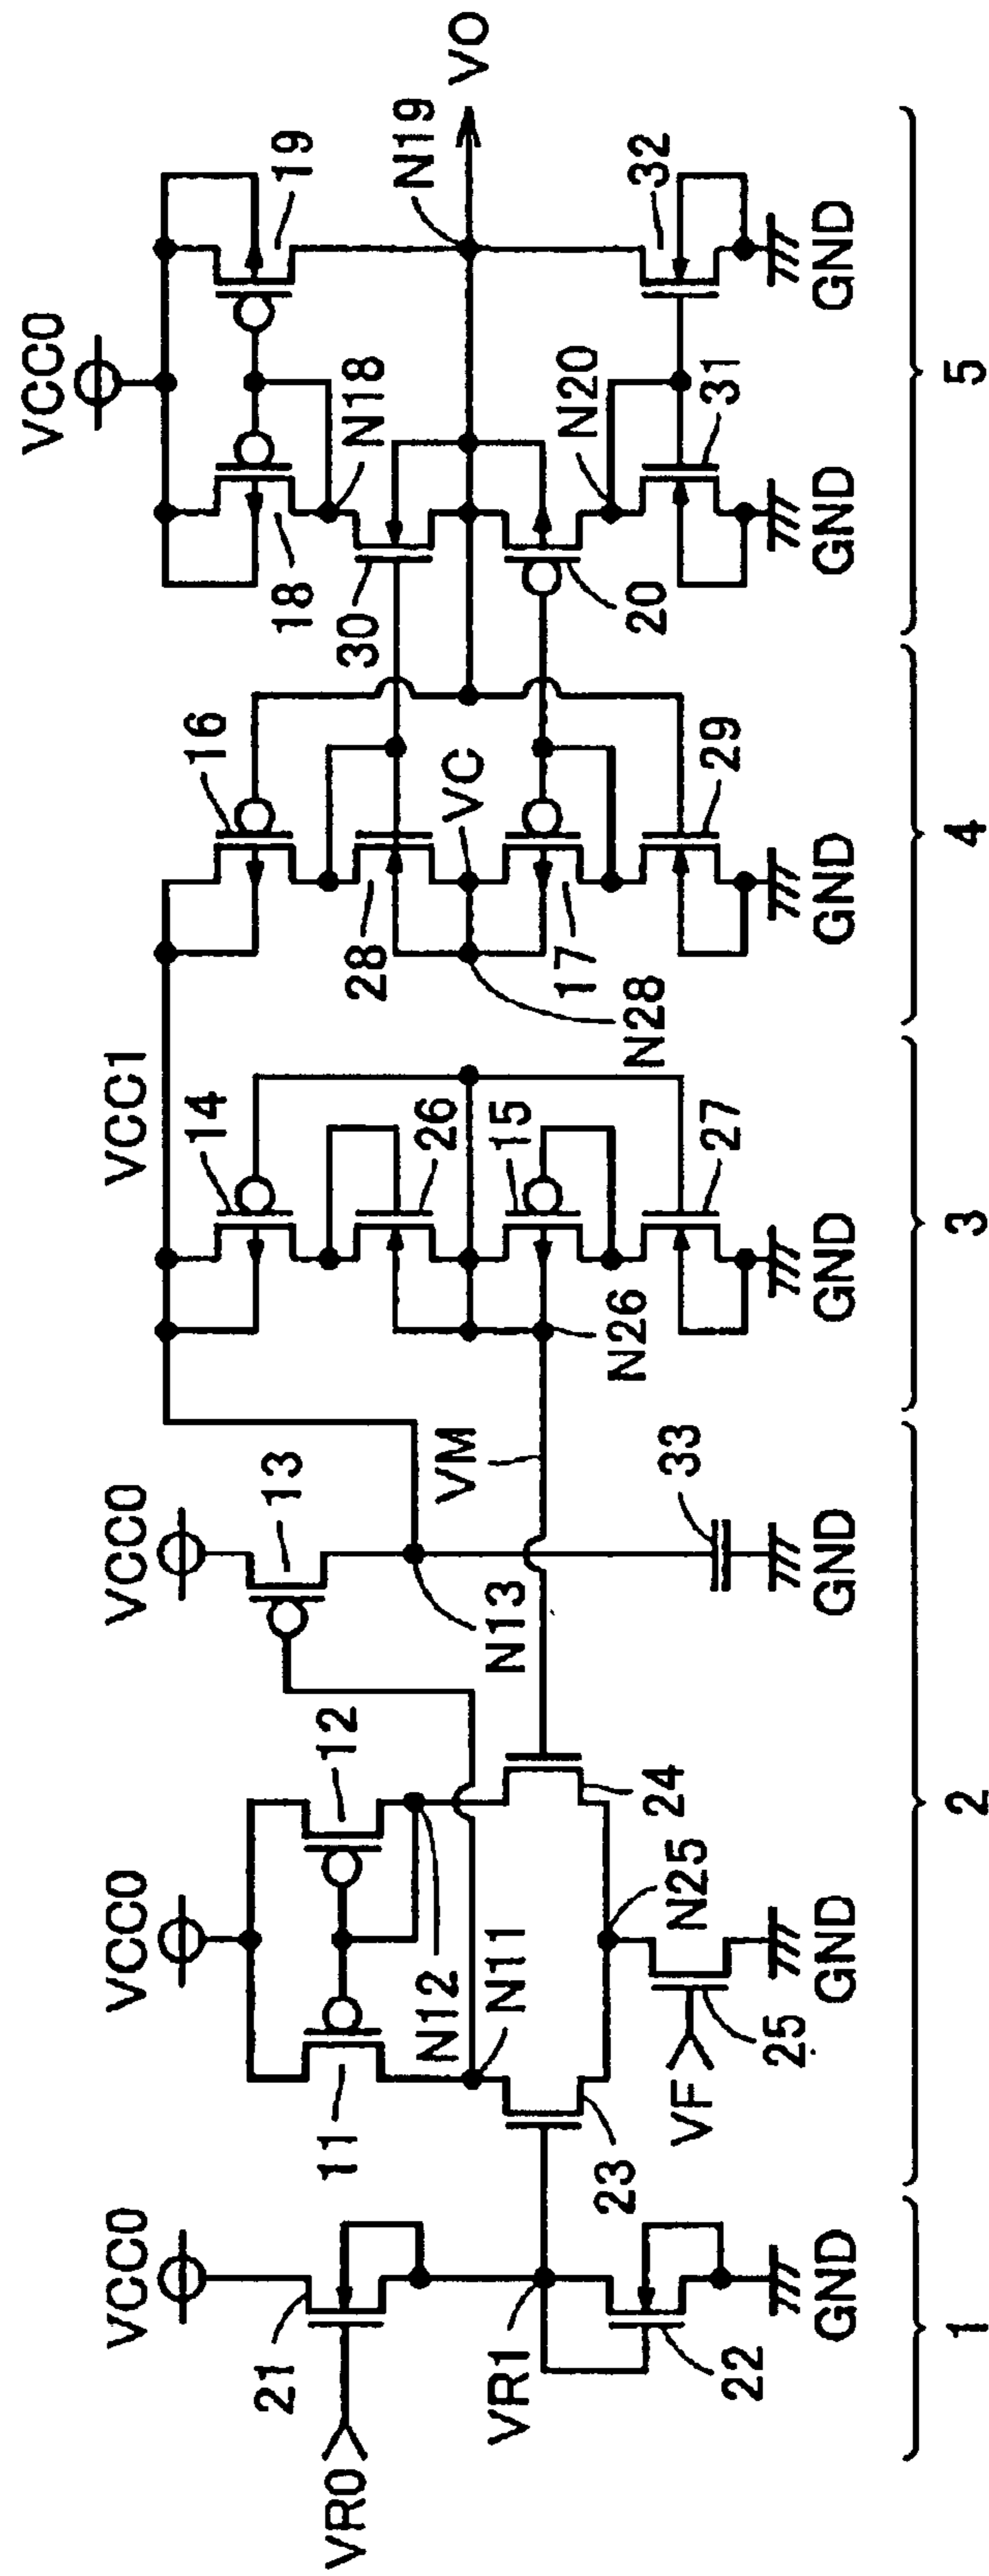 VCC0
21
VR0
VR1
22
GND
1
VCC0
11
12
N12
N11
23
24
VF
25
N25
GND
VCC0
13
N13
VM
33
GND
2
VCC1
14
26
15
N26
27
GND
3
16
28
VC
17
N28
29
GND
4
VCC0
18
19
N18
30
N19
VO
20
N20
31
32
GND
GND
5